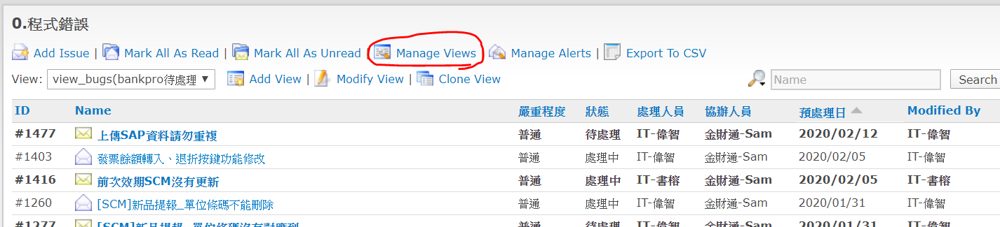 0.程式錯誤
Add Issue | Mark All As Read | Mark All As Unread | Manage Views | Manage Alerts | Export To CSV
View: view_bugs(bankpro待處理 Add View | Modify View | Clone View Name Search
ID Name 嚴重程度 狀態 處理人員 協辦人員 預處理日 Modified By
#1477 上傳SAP資料請勿重複 普通 待處理 IT-偉智 金財通-Sam 2020/02/12 IT-偉智
#1403 發票餘額轉入、退折按鍵功能修改 普通 處理中 IT-偉智 金財通-Sam 2020/02/05 IT-偉智
#1416 前次效期SCM沒有更新 普通 處理中 IT-書榕 金財通-Sam 2020/02/05 IT-書榕
#1260 [SCM]新品提報_單位條碼不能刪除 普通 處理中 IT-偉智 金財通-Sam 2020/01/31 IT-偉智
#1277 [SCM]新品提報_單位條碼沒有對應到 普通 待處理 IT-偉智 金財通-Sam 2020/01/31 IT-偉智